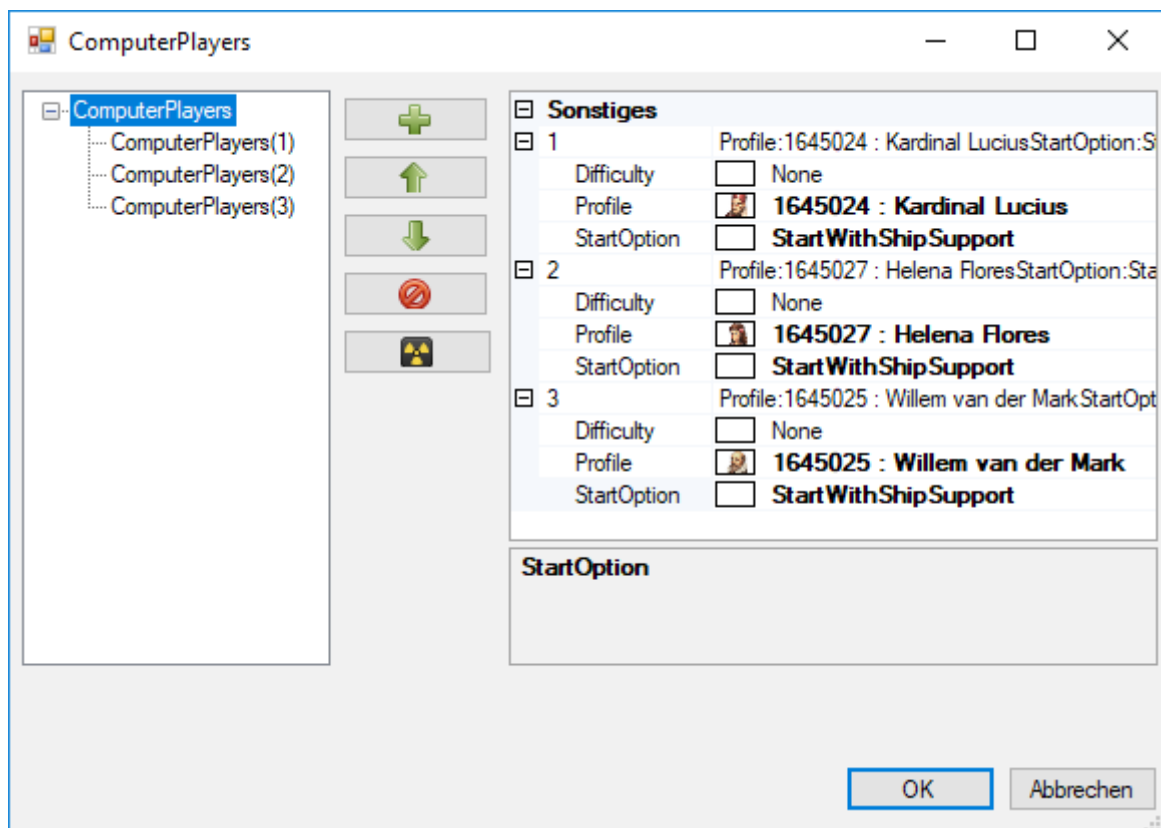 ComputerPlayers
ComputerPlayers
ComputerPlayers(1)
ComputerPlayers(2)
ComputerPlayers(3)
Sonstiges
1 Profile:1645024 : Kardinal LuciusStartOption:S
Difficulty None
Profile 1645024 : Kardinal Lucius
StartOption StartWithShipSupport
2 Profile:1645027 : Helena FloresStartOption:Sta
Difficulty None
Profile 1645027 : Helena Flores
StartOption StartWithShipSupport
3 Profile:1645025 : Willem van der MarkStartOpt
Difficulty None
Profile 1645025 : Willem van der Mark
StartOption StartWithShipSupport
StartOption
OK Abbrechen